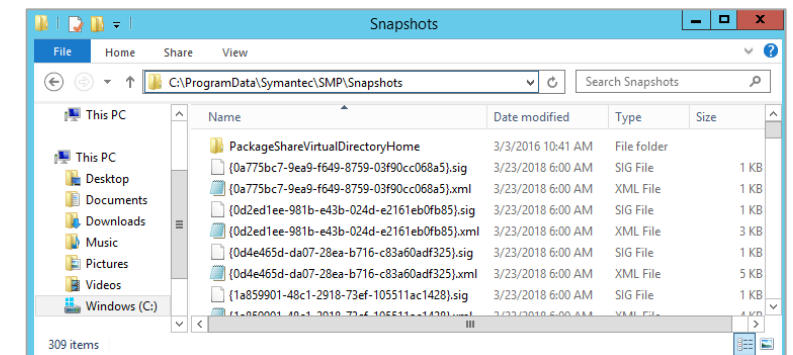 Snapshots
File Home Share View
C:\ProgramData\Symantec\SMP\Snapshots Search Snapshots
This PC
Name Date modified Type Size
PackageShareVirtualDirectoryHome 3/3/2016 10:41 AM File folder
This PC
{0a775bc7-9ea9-f649-8759-03f90cc068a5}.sig 3/23/2018 6:00 AM SIG File 1 KB
Desktop
{0a775bc7-9ea9-f649-8759-03f90cc068a5}.xml 3/23/2018 6:00 AM XML File 1 KB
Documents
{0d2ed1ee-981b-e43b-024d-e2161eb0fb85}.sig 3/23/2018 6:00 AM SIG File 1 KB
Downloads
{0d2ed1ee-981b-e43b-024d-e2161eb0fb85}.xml 3/23/2018 6:00 AM XML File 3 KB
Music
{0d4e465d-da07-28ea-b716-c83a60adf325}.sig 3/23/2018 6:00 AM SIG File 1 KB
Pictures
{0d4e465d-da07-28ea-b716-c83a60adf325}.xml 3/23/2018 6:00 AM XML File 5 KB
Videos
{1a859901-48c1-2918-73ef-105511ac1428}.sig 3/23/2018 6:00 AM SIG File 1 KB
Windows (C:)
309 items